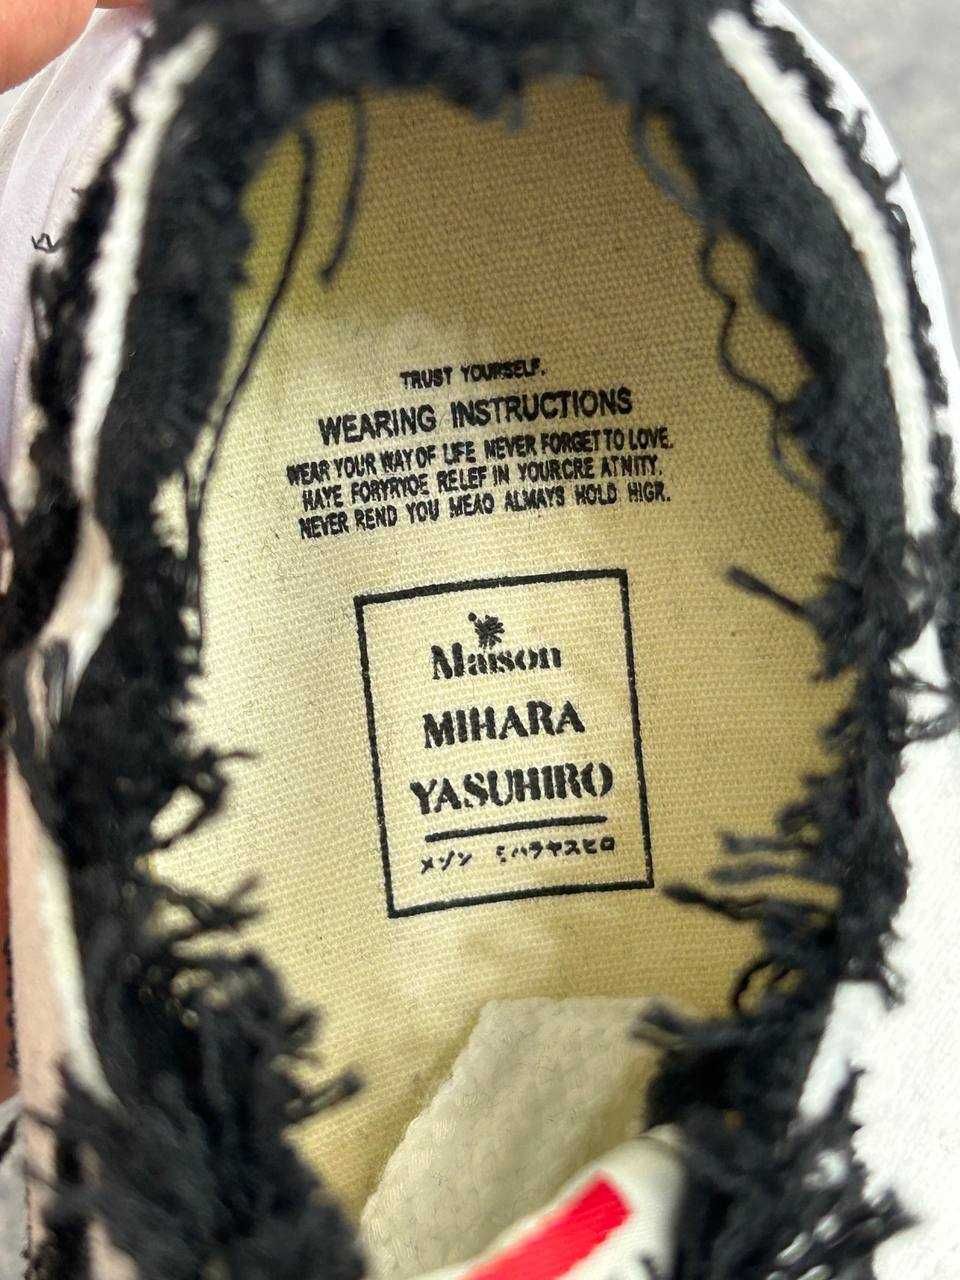 TRUST YOURSELF.
WEARING INSTRUCTIONS
WEAR YOUR WAY OF LIFE NEVER FORGET TO LOVE.
HAYE FORYRYOE RELEF IN YOURCRE ATNITY.
NEVER REND YOU MEAO ALMAYS HOLD HIGR.
Maison
MIHARA
YASUHIRO
メゾン ミハラヤスヒロ